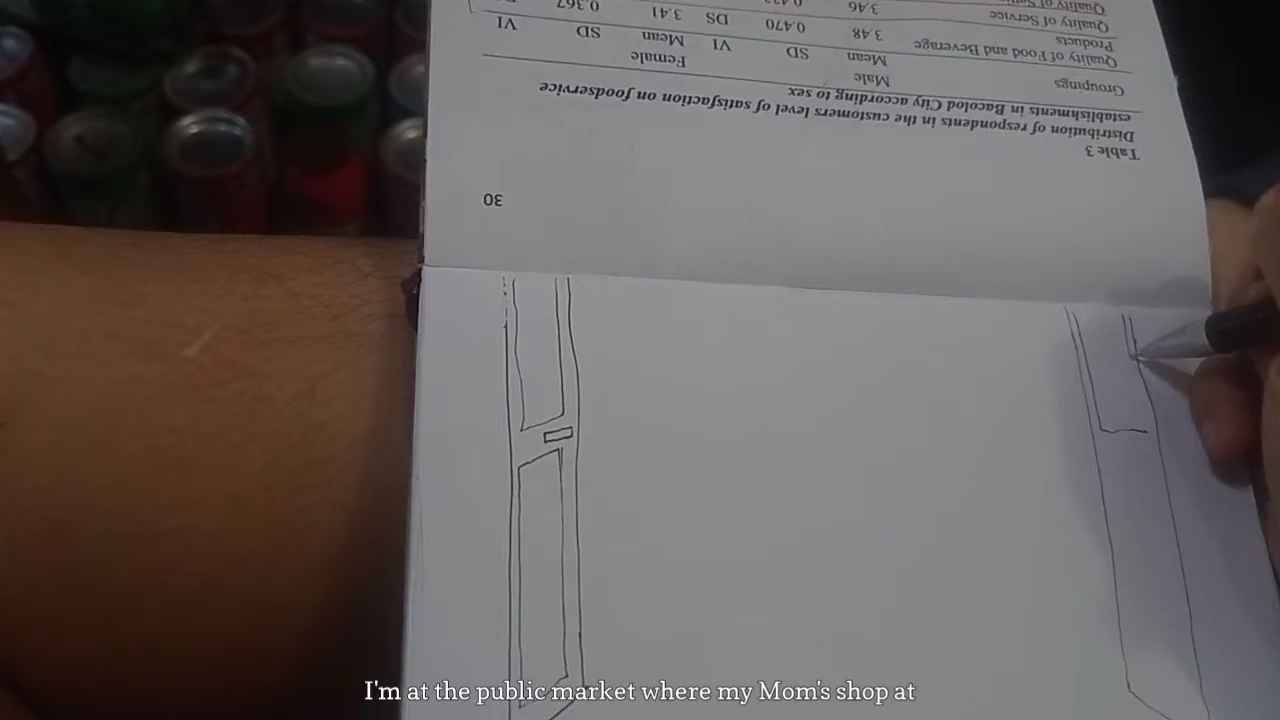 30
Table 3
Distribution of respondents in the customers level of satisfaction on foodservice
establishments in Bacolod City according to sex
Groupings Male Female
Mean SD VI Mean SD VI
Quality of Food and Beverage
Products 3.48 0.470 DS 3.41 0.367
Quality of Service 3.46
Quality of
I'm at the public market where my Mom's shop at